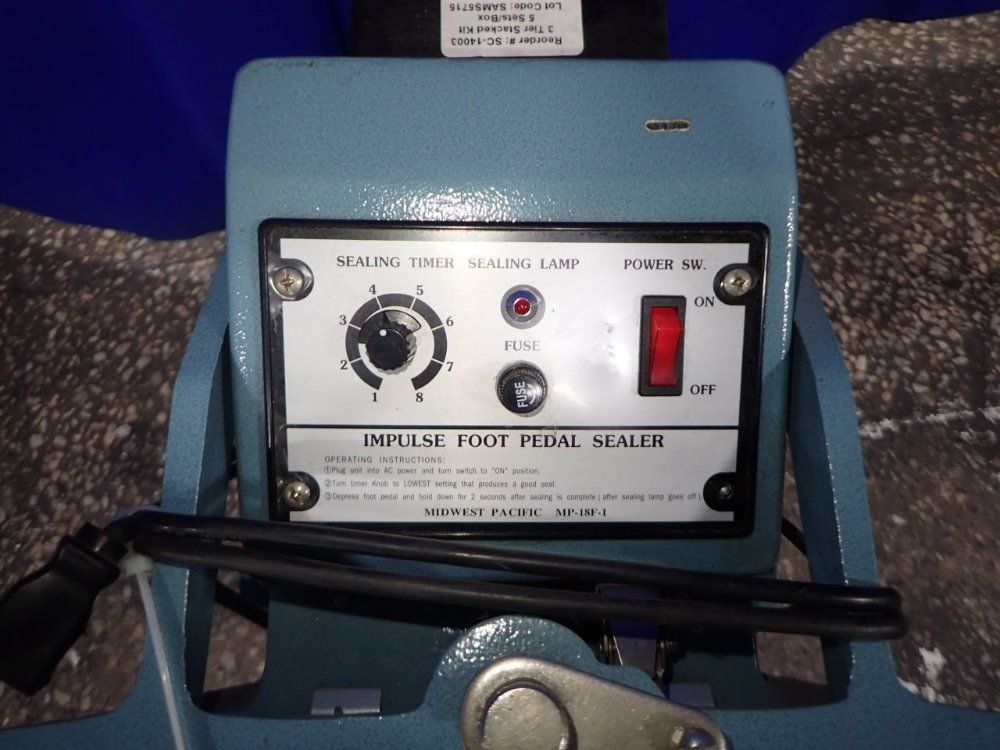 Reorder #: SC-14003
3 Tier Stacked Kit
5 Sets/Box
Lot Code: SAMS5715
SEALING TIMER SEALING LAMP POWER SW.
1 2 3 4 5 6 7 8
ON
FUSE
FUSE
OFF
IMPULSE FOOT PEDAL SEALER
OPERATING INSTRUCTIONS:
①Plug unit into AC power and turn switch to "ON" position.
②Turn timer Knob to LOWEST setting that produces a good seal.
③Depress foot pedal and hold down for 2 seconds after sealing is complete (after sealing lamp goes off).
MIDWEST PACIFIC MP-18F-1